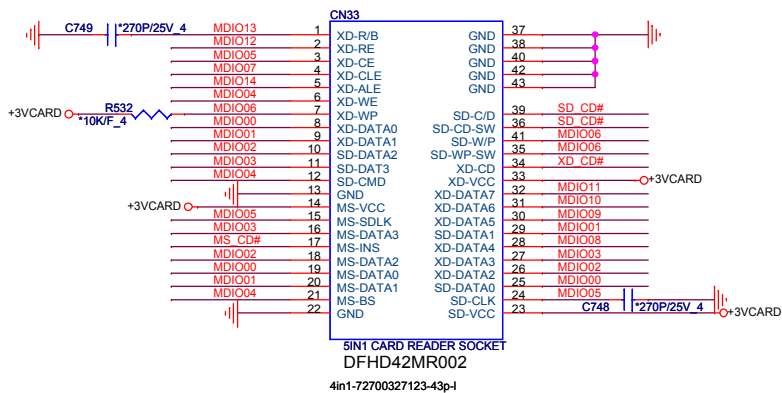 CN33
C749 *270P/25V_4 MDIO13 1 XD-R/B GND 37
MDIO12 2 XD-RE GND 38
MDIO05 3 XD-CE GND 40
MDIO07 4 XD-CLE GND 42
MDIO14 5 XD-ALE GND 43
MDIO04 6 XD-WE
+3VCARD R532 *10K/F_4 MDIO06 7 XD-WP SD-C/D 39 SD_CD#
MDIO00 8 XD-DATA0 SD-CD-SW 36 SD_CD#
MDIO01 9 XD-DATA1 SD-W/P 41 MDIO06
MDIO02 10 SD-DATA2 SD-WP-SW 35 MDIO06
MDIO03 11 SD-DAT3 XD-CD 34 XD_CD#
MDIO04 12 SD-CMD XD-VCC 33 +3VCARD
13 GND XD-DATA7 32 MDIO11
+3VCARD 14 MS-VCC XD-DATA6 31 MDIO10
MDIO05 15 MS-SDLK XD-DATA5 30 MDIO09
MDIO03 16 MS-DATA3 SD-DATA1 29 MDIO01
MS_CD# 17 MS-INS XD-DATA4 28 MDIO08
MDIO02 18 MS-DATA2 XD-DATA3 27 MDIO03
MDIO00 19 MS-DATA0 XD-DATA2 26 MDIO02
MDIO01 20 MS-DATA1 SD-DATA0 25 MDIO00
MDIO04 21 MS-BS SD-CLK 24 MDIO05 C748 *270P/25V_4
22 GND SD-VCC 23 +3VCARD
5IN1 CARD READER SOCKET
DFHD42MR002
4in1-72700327123-43p-l